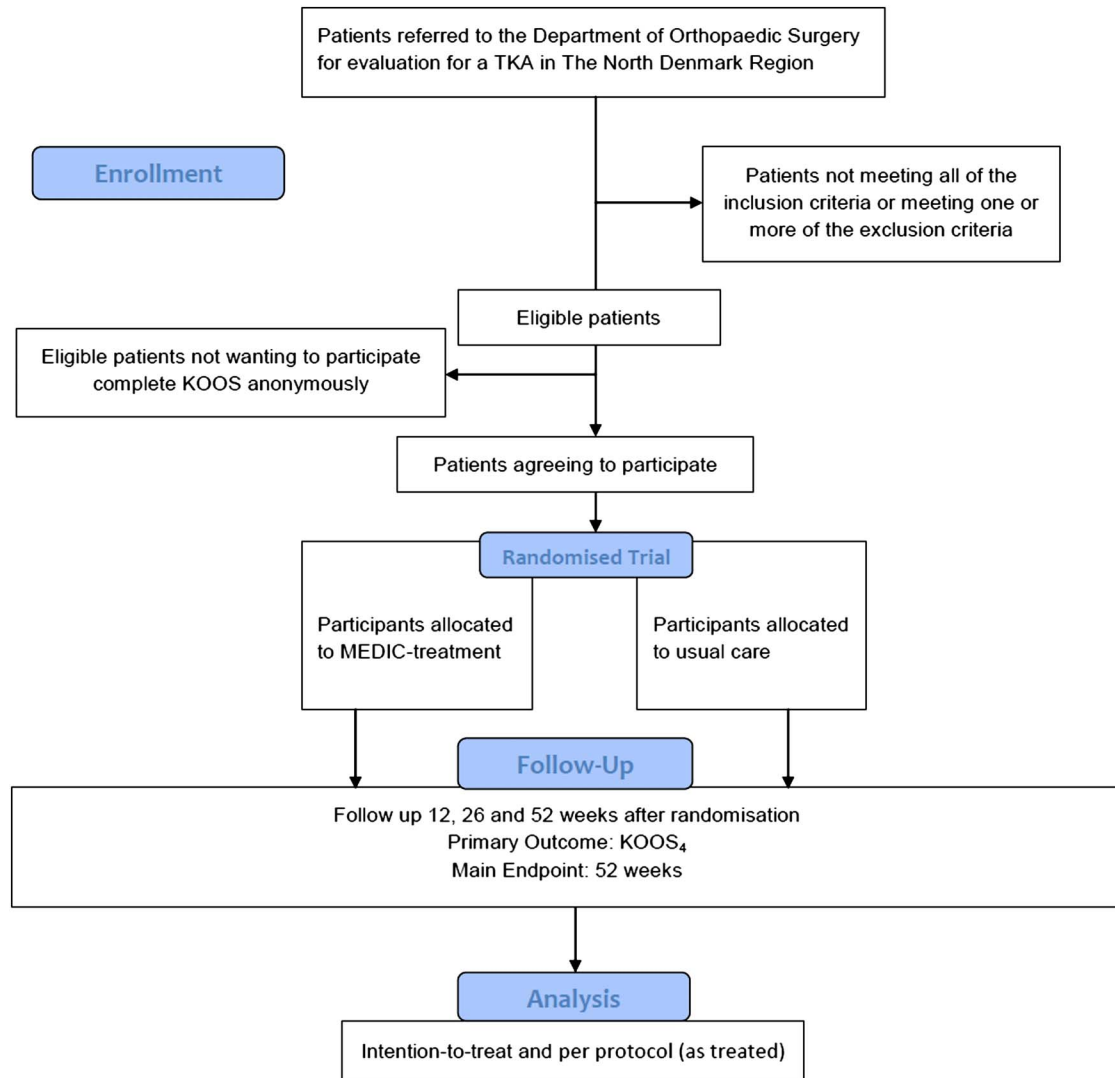 Patients referred to the Department of Orthopaedic Surgery
for evaluation for a TKA in The North Denmark Region
Enrollment
Patients not meeting all of the
inclusion criteria or meeting one or
more of the exclusion criteria
Eligible patients
Eligible patients not wanting to participate
complete KOOS anonymously
Patients agreeing to participate
Randomised Trial
Participants allocated
to MEDIC-treatment
Participants allocated
to usual care
Follow-Up
Follow up 12, 26 and 52 weeks after randomisation
Primary Outcome: KOOS₄
Main Endpoint: 52 weeks
Analysis
Intention-to-treat and per protocol (as treated)